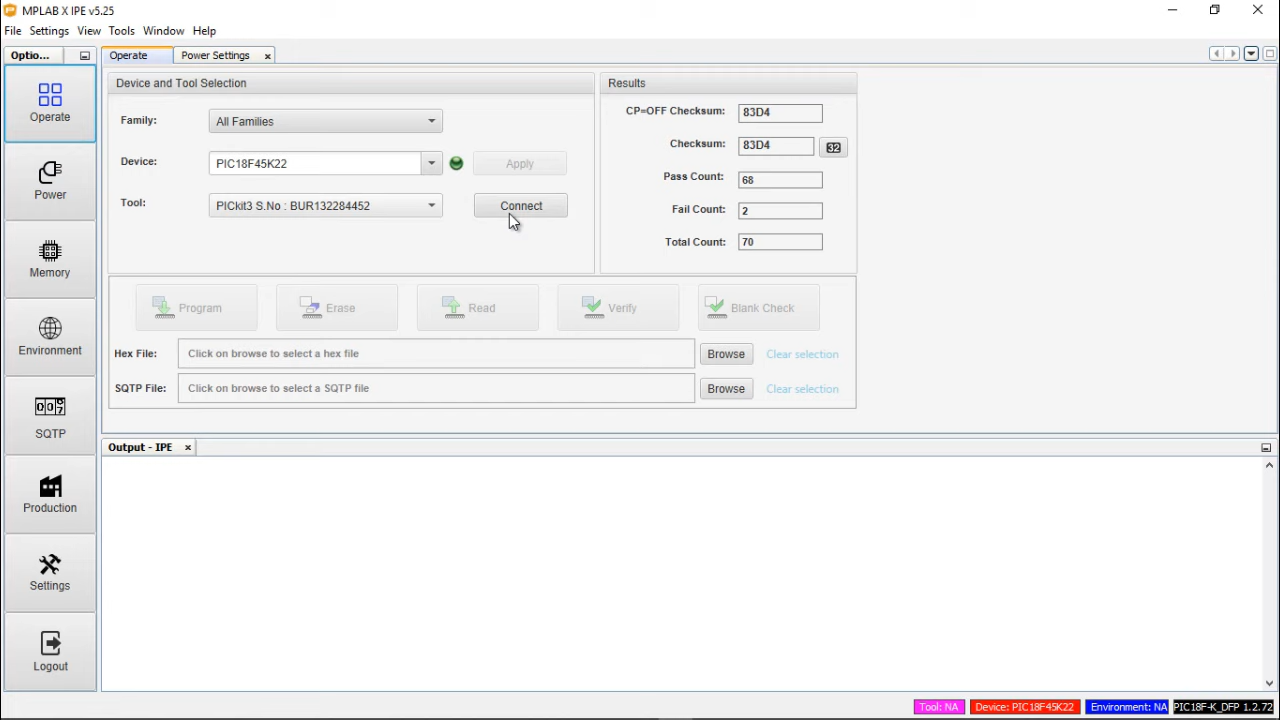 MPLAB X IPE v5.25
File Settings View Tools Window Help
Optio...
Operate
Power Settings
Operate
Power
Memory
Environment
SQTP
Production
Settings
Logout
Device and Tool Selection
Family: All Families
Device: PIC18F45K22 Apply
Tool: PICkit3 S.No : BUR132284452 Connect
Results
CP=OFF Checksum: 83D4
Checksum: 83D4 32
Pass Count: 68
Fail Count: 2
Total Count: 70
Program Erase Read Verify Blank Check
Hex File: Click on browse to select a hex file Browse Clear selection
SQTP File: Click on browse to select a SQTP file Browse Clear selection
Output - IPE
Tool: NA Device: PIC18F45K22 Environment: NA PIC18F-K_DFP 1.2.72